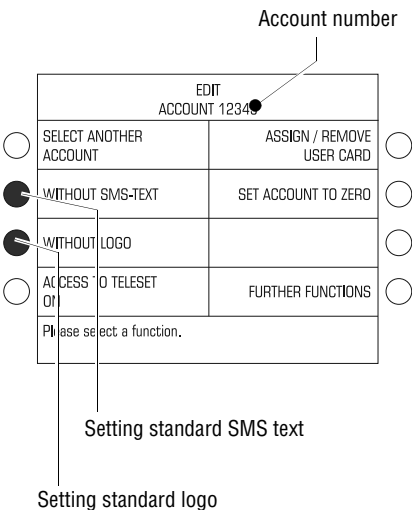 Account number
EDIT
ACCOUNT 12345
SELECT ANOTHER
ACCOUNT
ASSIGN / REMOVE
USER CARD
WITHOUT SMS-TEXT
SET ACCOUNT TO ZERO
WITHOUT LOGO
ACCESS TO TELESET
ON
FURTHER FUNCTIONS
Please select a function.
Setting standard SMS text
Setting standard logo